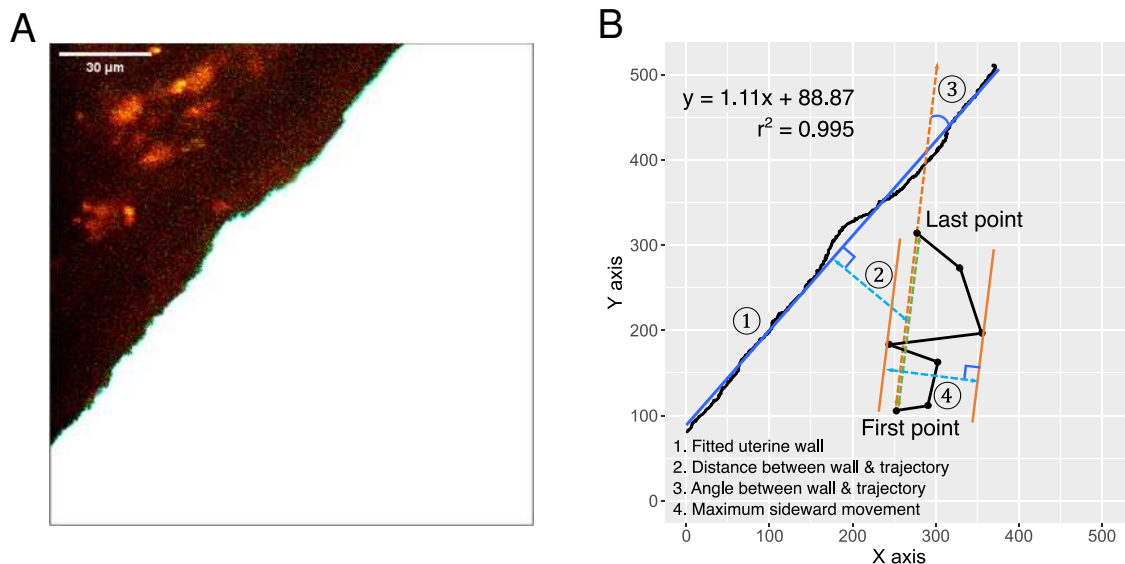 A
30 µm
B
y = 1.11x + 88.87
r² = 0.995
3
Last point
2
1
4
First point
1. Fitted uterine wall
2. Distance between wall & trajectory
3. Angle between wall & trajectory
4. Maximum sideward movement
Y axis
500
400
300
200
100
0
0 100 200 300 400 500
X axis